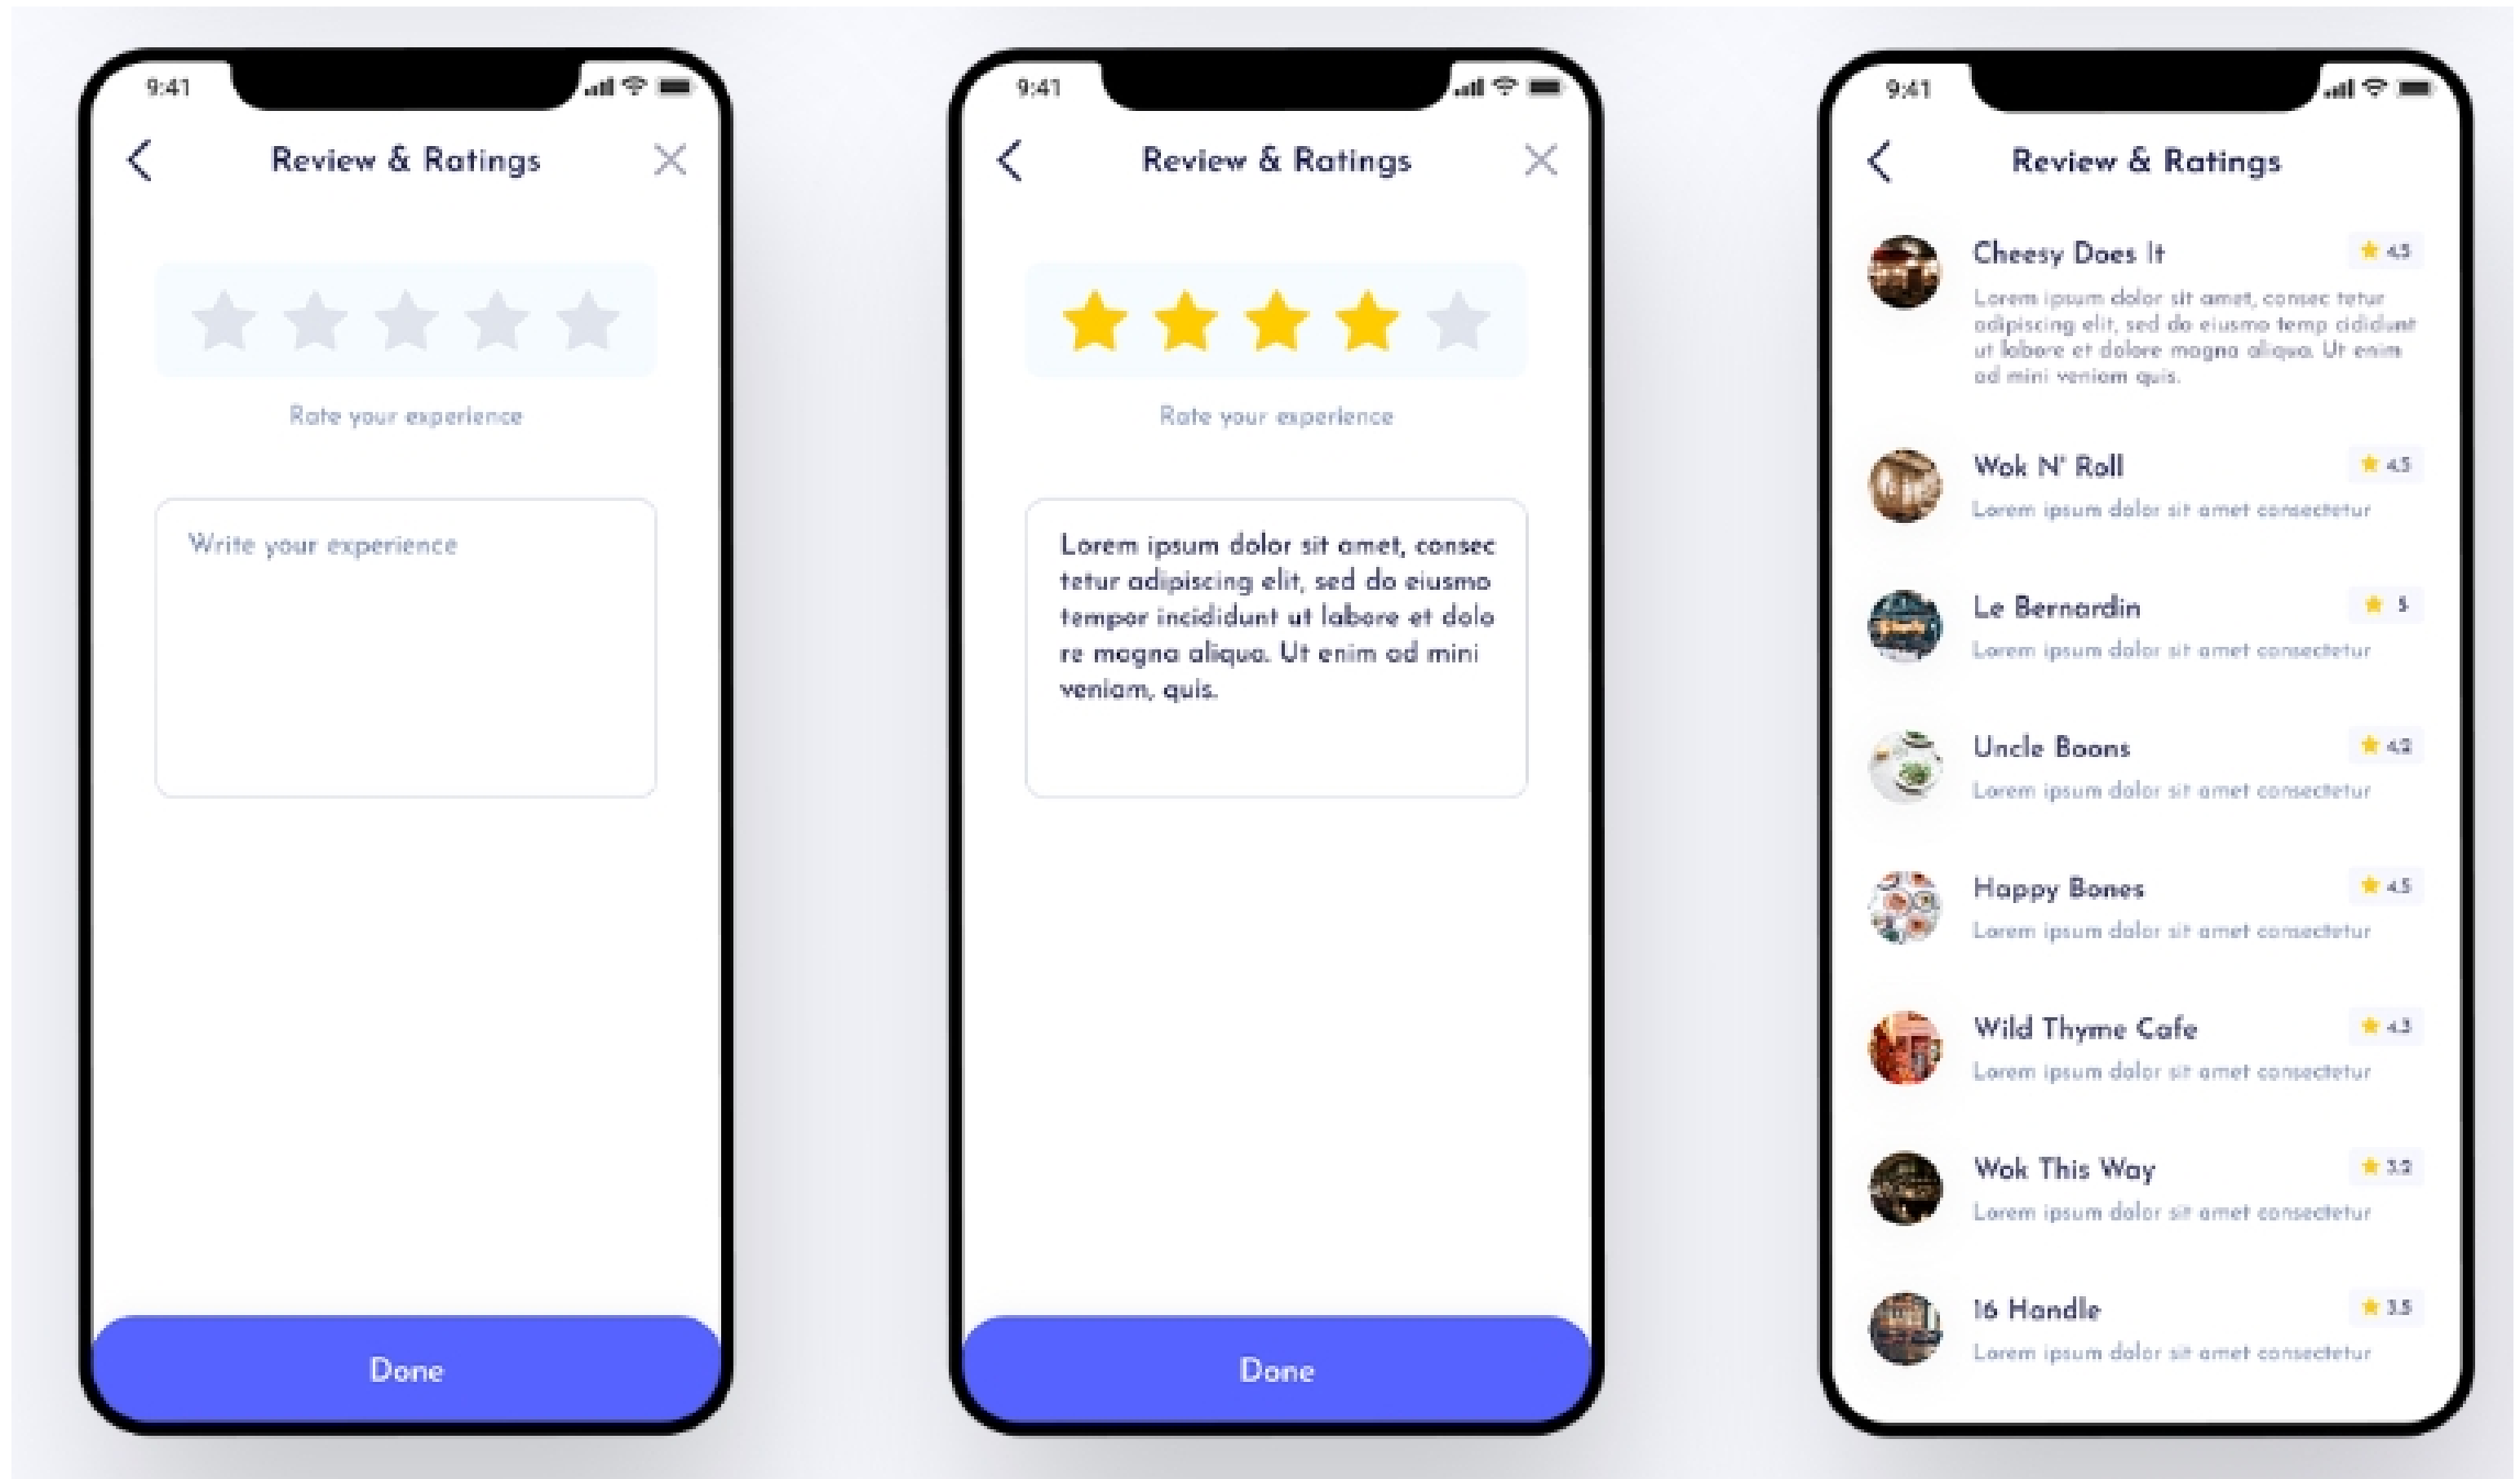 9:41
Review & Ratings
Rate your experience
Write your experience
Done
9:41
Review & Ratings
Rate your experience
Lorem ipsum dolor sit amet, consec
tetur adipiscing elit, sed do eiusmo
tempor incididunt ut labore et dolo
re magna aliqua. Ut enim ad mini
veniam, quis.
Done
9:41
Review & Ratings
Cheesy Does It
4.5
Lorem ipsum dolor sit amet, consec tetur
adipiscing elit, sed do eiusmo temp cididunt
ut labore et dolore magna aliqua. Ut enim
ad mini veniam quis.
Wok N' Roll
4.5
Lorem ipsum dolor sit amet consectetur
Le Bernardin
5
Lorem ipsum dolor sit amet consectetur
Uncle Boons
4.2
Lorem ipsum dolor sit amet consectetur
Happy Bones
4.5
Lorem ipsum dolor sit amet consectetur
Wild Thyme Cafe
4.3
Lorem ipsum dolor sit amet consectetur
Wok This Way
3.2
Lorem ipsum dolor sit amet consectetur
16 Handle
3.5
Lorem ipsum dolor sit amet consectetur